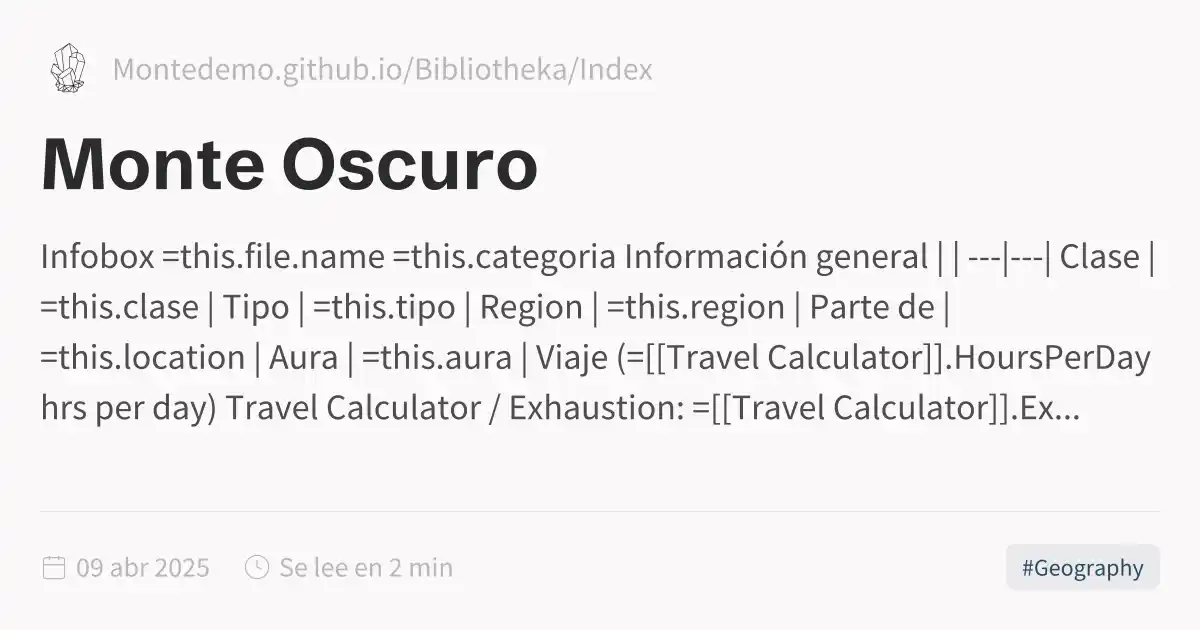 Montedemo.github.io/Bibliotheka/Index
Monte Oscuro
Infobox =this.file.name =this.categoria Información general | | ---|---| Clase |
=this.clase | Tipo | =this.tipo | Region | =this.region | Parte de |
=this.location | Aura | =this.aura | Viaje (=[[Travel Calculator]].HoursPerDay
hrs per day) Travel Calculator / Exhaustion: =[[Travel Calculator]].Ex...
09 abr 2025 Se lee en 2 min #Geography